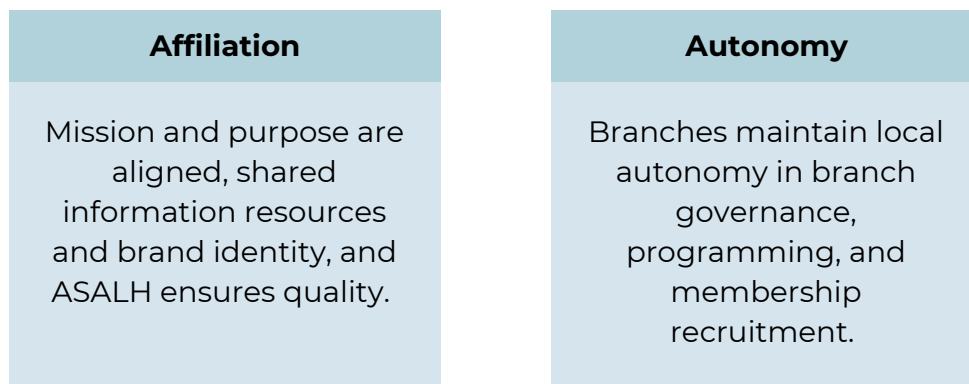 Affiliation
Mission and purpose are
aligned, shared
information resources
and brand identity, and
ASALH ensures quality.
Autonomy
Branches maintain local
autonomy in branch
governance,
programming, and
membership
recruitment.